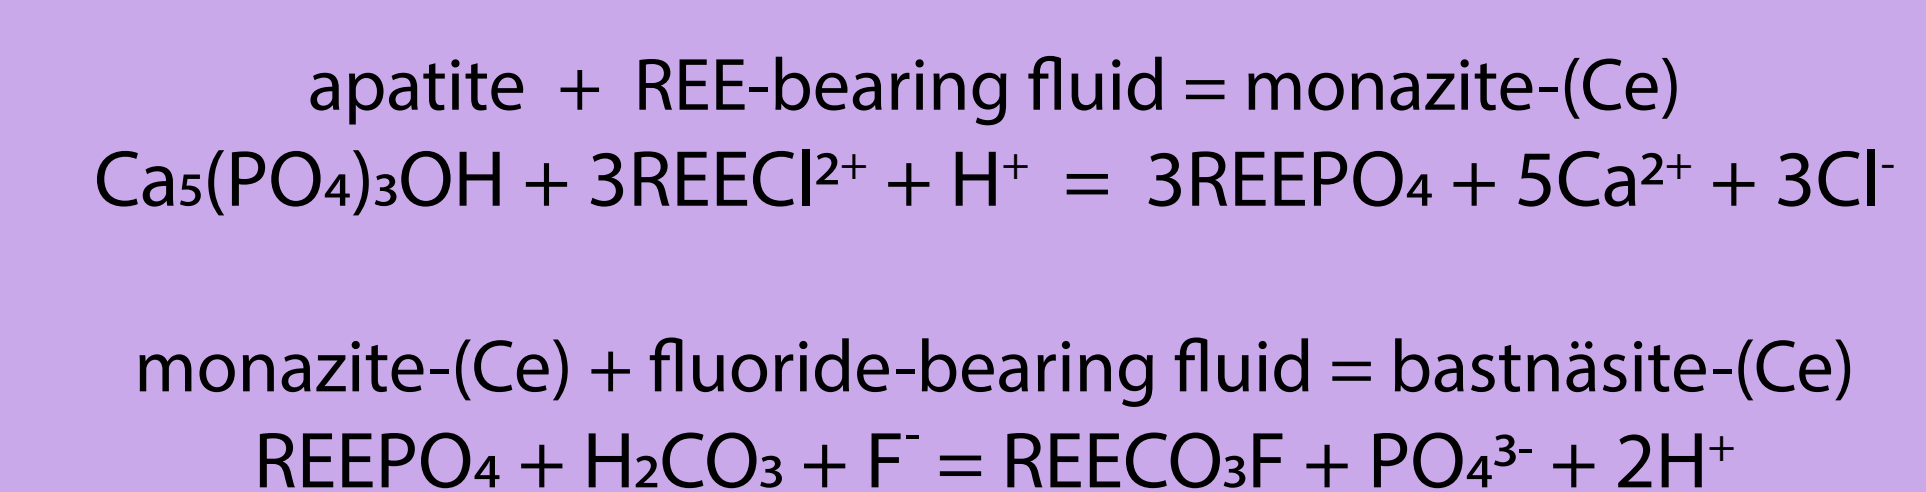 apatite + REE-bearing fluid = monazite-(Ce)
Ca₅(PO₄)₃OH + 3REECl²⁺ + H⁺ = 3REEPO₄ + 5Ca²⁺ + 3Cl⁻
monazite-(Ce) + fluoride-bearing fluid = bastnäsite-(Ce)
REEPO₄ + H₂CO₃ + F⁻ = REECO₃F + PO₄³⁻ + 2H⁺